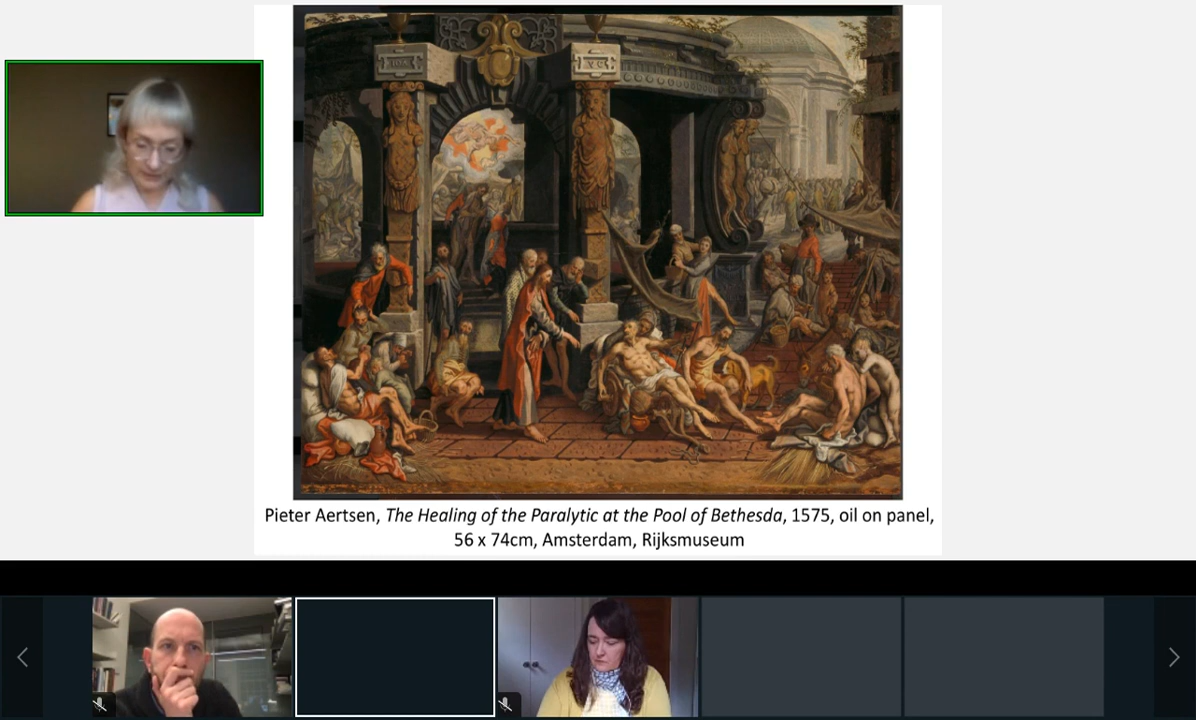 Pieter Aertsen, The Healing of the Paralytic at the Pool of Bethesda, 1575, oil on panel,
56 x 74cm, Amsterdam, Rijksmuseum